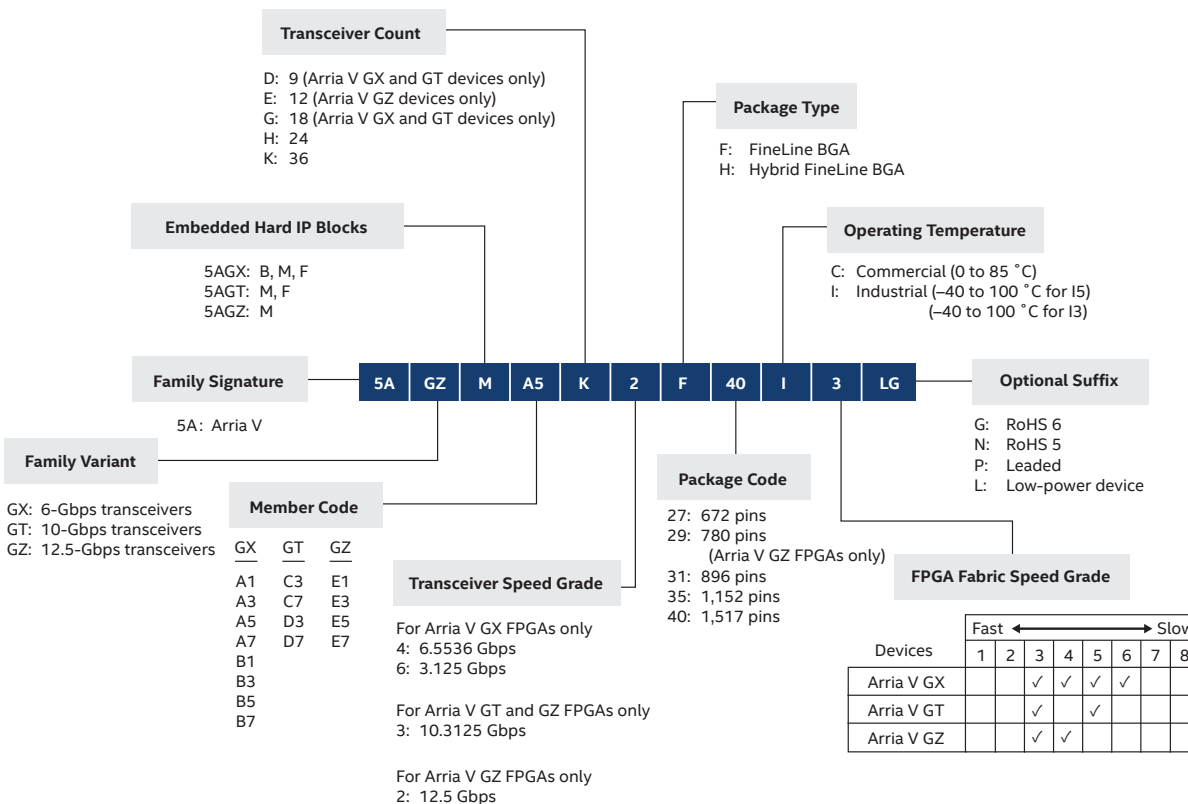 Transceiver Count
D: 9 (Arria V GX and GT devices only)
E: 12 (Arria V GZ devices only)
G: 18 (Arria V GX and GT devices only)
H: 24
K: 36
Package Type
F: FineLine BGA
H: Hybrid FineLine BGA
Embedded Hard IP Blocks
5AGX: B, M, F
5AGT: M, F
5AGZ: M
Operating Temperature
C: Commercial (0 to 85 ˚C)
I: Industrial (–40 to 100 ˚C for I5)
(–40 to 100 ˚C for I3)
Family Signature
5A: Arria V
5A GZ M A5 K 2 F 40 I 3 LG
Optional Suffix
G: RoHS 6
N: RoHS 5
P: Leaded
L: Low-power device
Family Variant
GX: 6-Gbps transceivers
GT: 10-Gbps transceivers
GZ: 12.5-Gbps transceivers
Member Code
GX GT GZ
A1 C3 E1
A3 C7 E3
A5 D3 E5
A7 D7 E7
B1
B3
B5
B7
Transceiver Speed Grade
For Arria V GX FPGAs only
4: 6.5536 Gbps
6: 3.125 Gbps
For Arria V GT and GZ FPGAs only
3: 10.3125 Gbps
For Arria V GZ FPGAs only
2: 12.5 Gbps
Package Code
27: 672 pins
29: 780 pins
(Arria V GZ FPGAs only)
31: 896 pins
35: 1,152 pins
40: 1,517 pins
FPGA Fabric Speed Grade
Fast Slow
Devices 1 2 3 4 5 6 7 8
Arria V GX ✓ ✓ ✓ ✓
Arria V GT ✓ ✓
Arria V GZ ✓ ✓